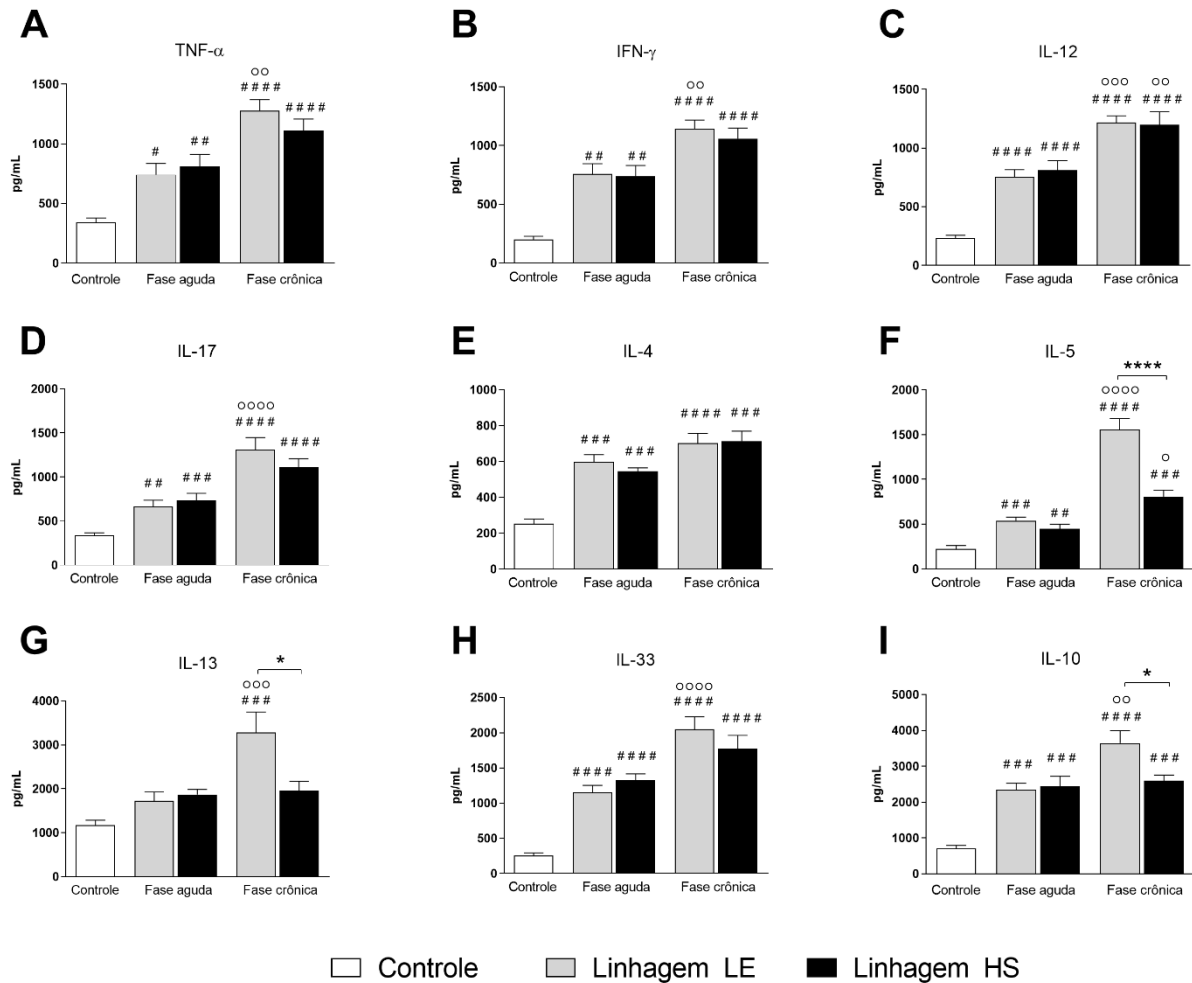 A
TNF-α
○○
####
####
#
##
1500
1000
500
0
pg/mL
Controle
Fase aguda
Fase crônica
B
IFN-γ
○○
####
####
##
##
1500
1000
500
0
pg/mL
Controle
Fase aguda
Fase crônica
C
IL-12
○○○
○○
####
####
####
####
1500
1000
500
0
pg/mL
Controle
Fase aguda
Fase crônica
D
IL-17
○○○○
####
####
##
###
2000
1500
1000
500
0
pg/mL
Controle
Fase aguda
Fase crônica
E
IL-4
####
###
###
###
1000
800
600
400
200
0
pg/mL
Controle
Fase aguda
Fase crônica
F
IL-5
****
○○○○
####
○
###
###
##
2000
1500
1000
500
0
pg/mL
Controle
Fase aguda
Fase crônica
G
IL-13
*
○○○
###
4000
3000
2000
1000
0
pg/mL
Controle
Fase aguda
Fase crônica
H
IL-33
○○○○
####
####
####
####
2500
2000
1500
1000
500
0
pg/mL
Controle
Fase aguda
Fase crônica
I
IL-10
*
○○
####
###
###
###
5000
4000
3000
2000
1000
0
pg/mL
Controle
Fase aguda
Fase crônica
Controle
Linhagem LE
Linhagem HS